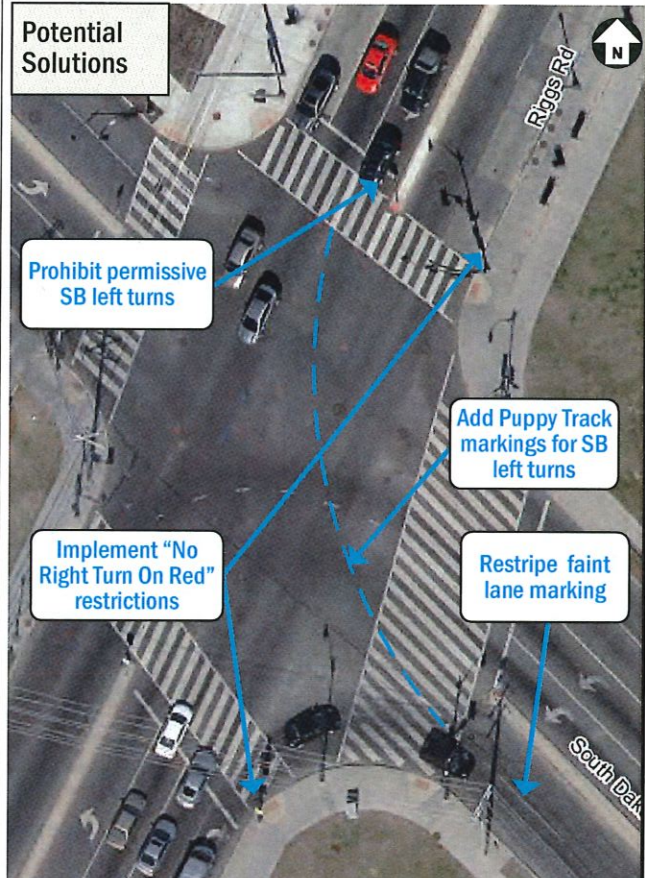 Potential
Solutions
N
Riggs Rd
Prohibit permissive
SB left turns
Add Puppy Track
markings for SB
left turns
Implement “No
Right Turn On Red”
restrictions
Restripe faint
lane marking
South Dak